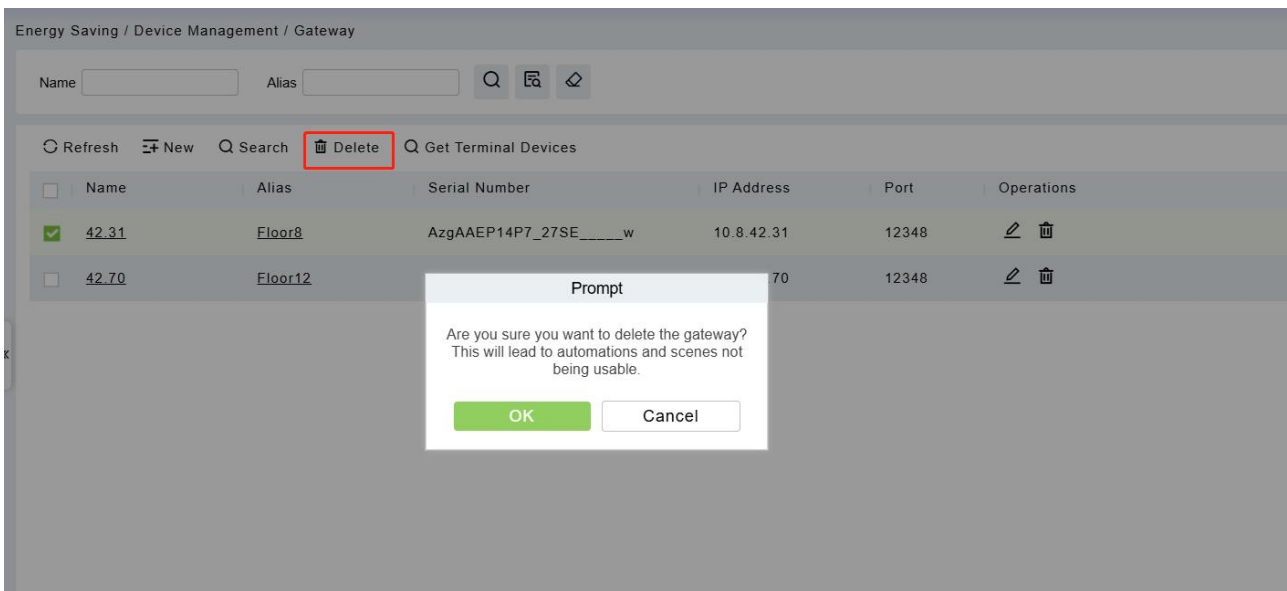 Energy Saving / Device Management / Gateway
Name Alias
Refresh New Search Delete Get Terminal Devices
Name Alias Serial Number IP Address Port Operations
42.31 Floor8 AzgAAEP14P7_27SE_____w 10.8.42.31 12348
42.70 Floor12 .70 12348
Prompt
Are you sure you want to delete the gateway?
This will lead to automations and scenes not
being usable.
OK Cancel